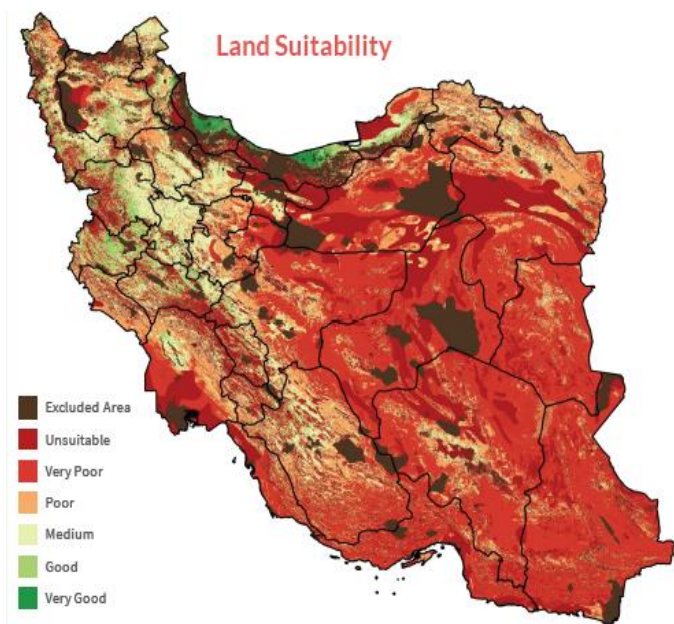 Land Suitability
Excluded Area
Unsuitable
Very Poor
Poor
Medium
Good
Very Good